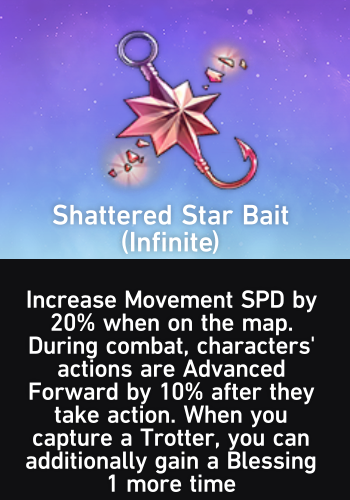 Shattered Star Bait
(Infinite)
Increase Movement SPD by
20% when on the map.
During combat, characters'
actions are Advanced
Forward by 10% after they
take action. When you
capture a Trotter, you can
additionally gain a Blessing
1 more time